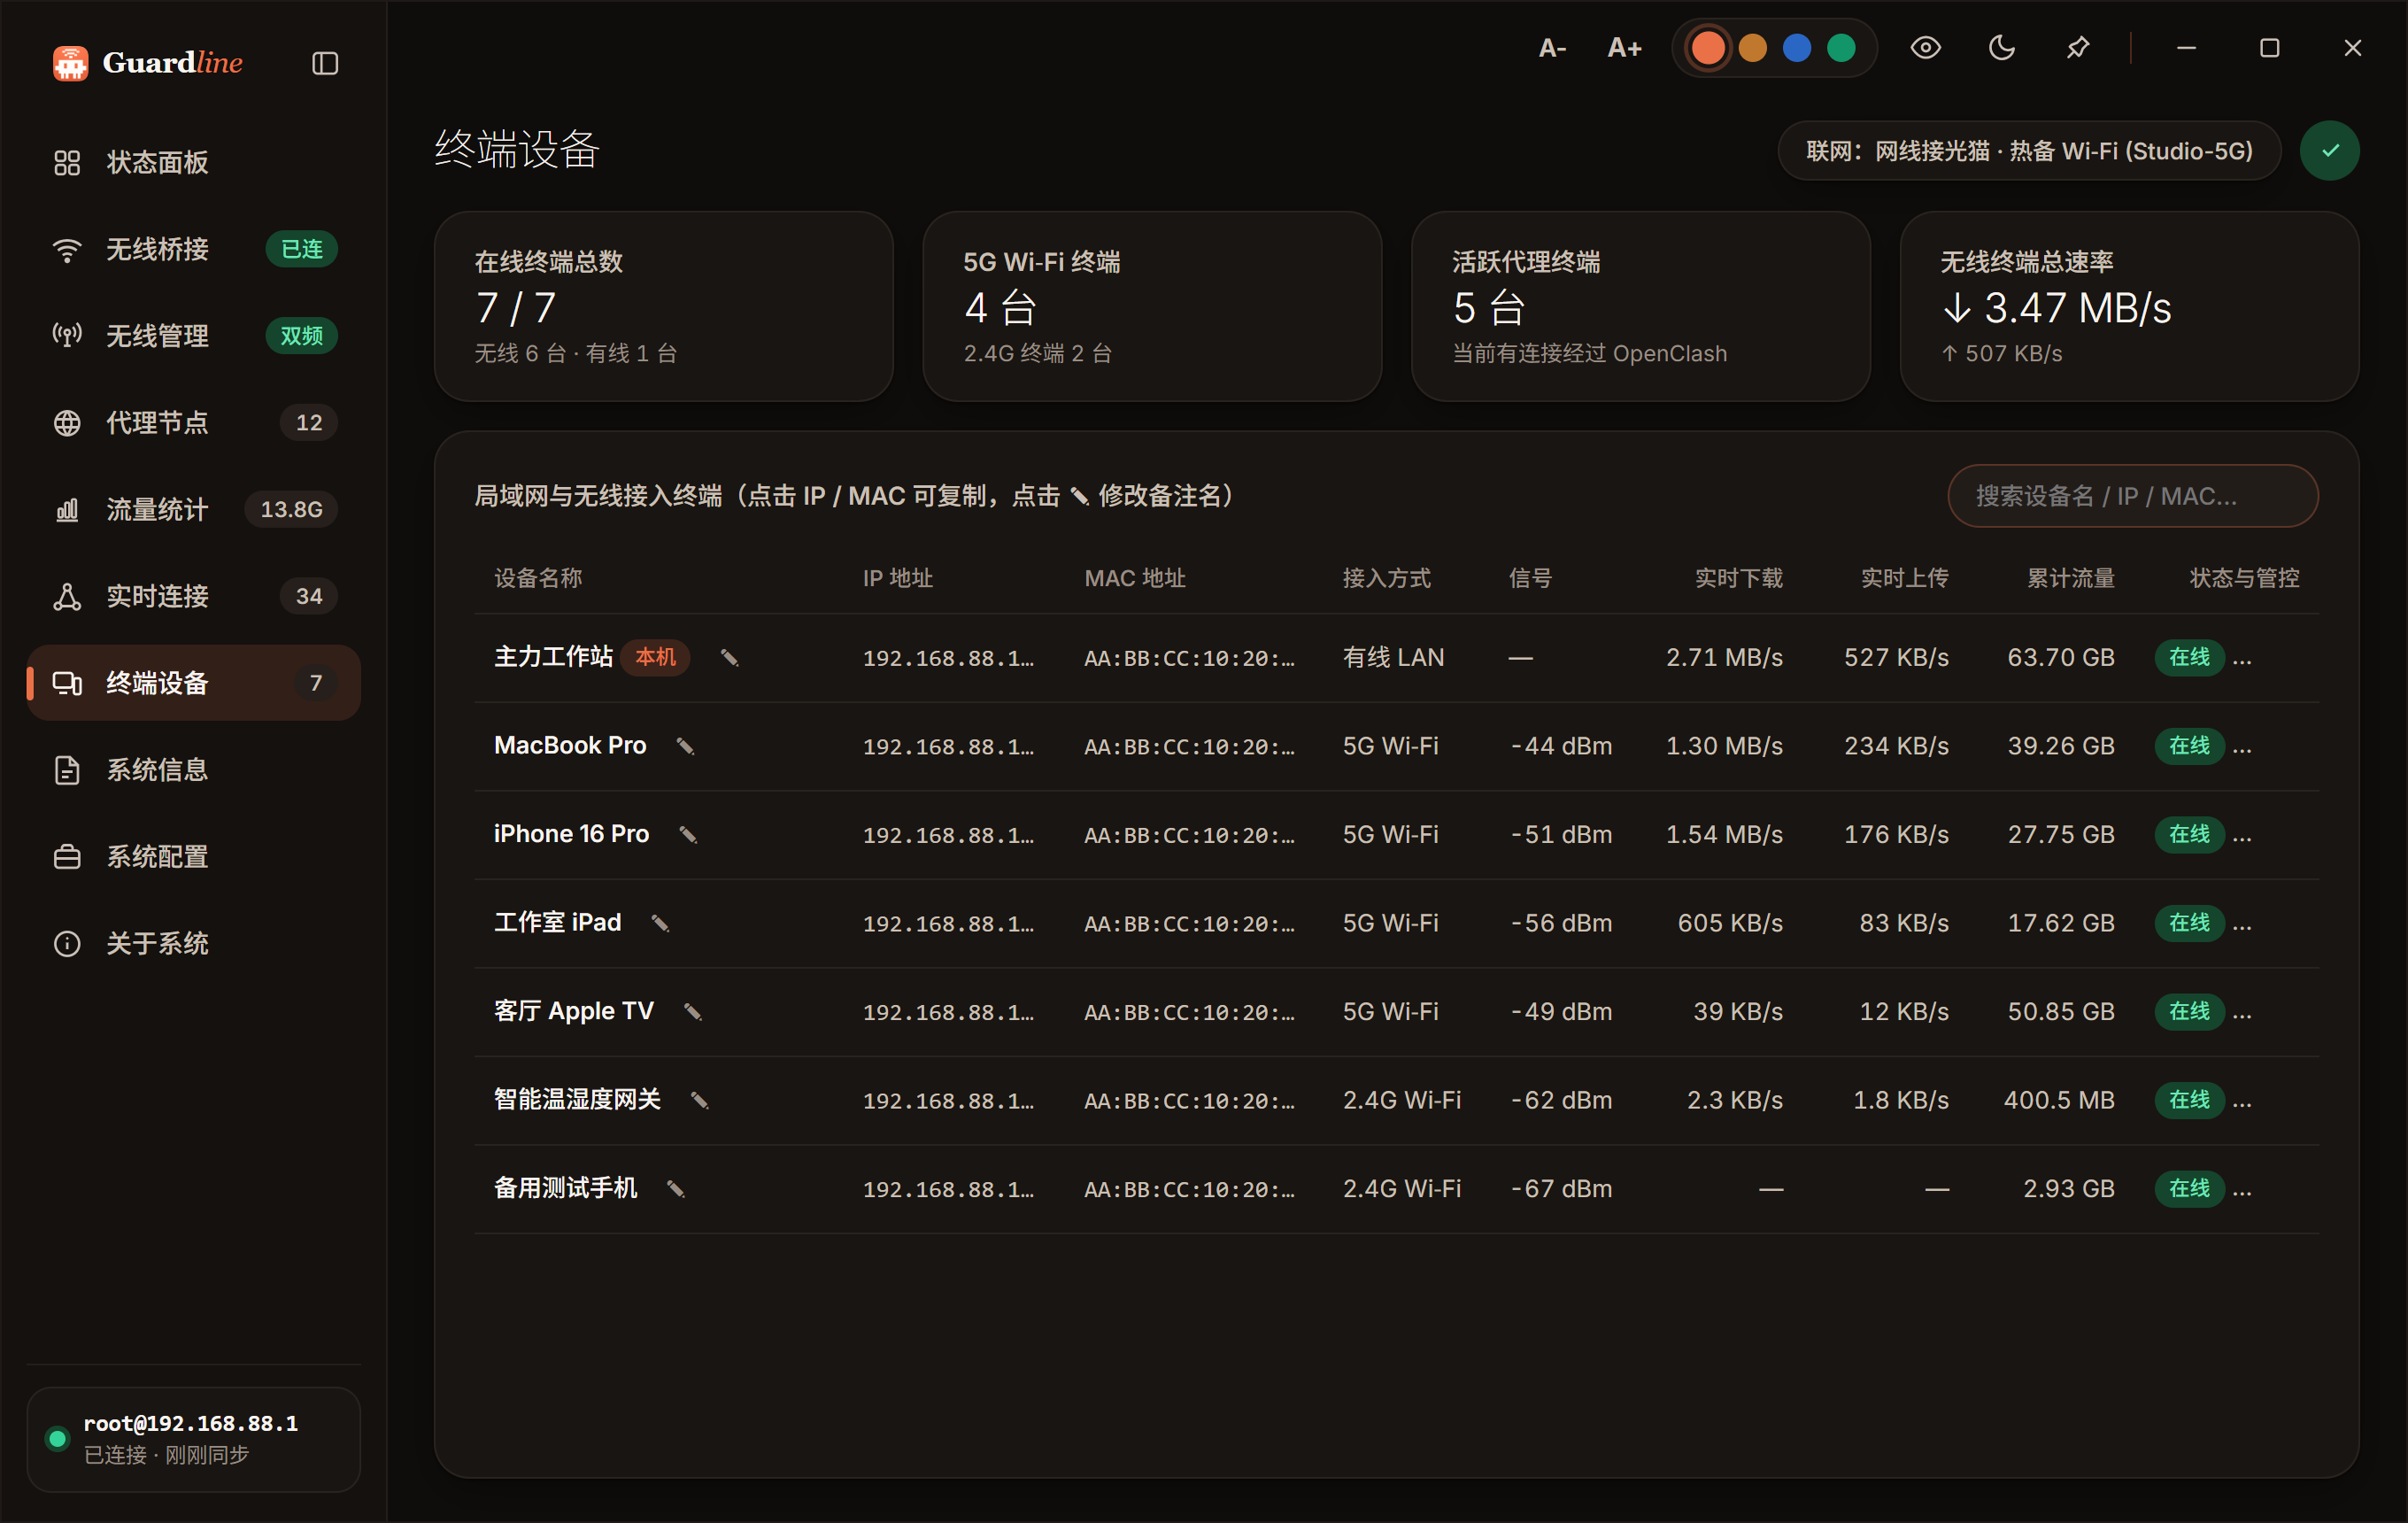 Guardline
A- A+
状态面板
无线桥接 已连
无线管理 双频
代理节点 12
流量统计 13.8G
实时连接 34
终端设备 7
系统信息
系统配置
关于系统
root@192.168.88.1
已连接 · 刚刚同步
终端设备
联网：网线接光猫 · 热备 Wi-Fi (Studio-5G)
在线终端总数
7 / 7
无线 6 台 · 有线 1 台
5G Wi-Fi 终端
4 台
2.4G 终端 2 台
活跃代理终端
5 台
当前有连接经过 OpenClash
无线终端总速率
↓ 3.47 MB/s
↑ 507 KB/s
局域网与无线接入终端（点击 IP / MAC 可复制，点击 ✎ 修改备注名）
搜索设备名 / IP / MAC...
设备名称 IP 地址 MAC 地址 接入方式 信号 实时下载 实时上传 累计流量 状态与管控
主力工作站 本机 192.168.88.1… AA:BB:CC:10:20:… 有线 LAN — 2.71 MB/s 527 KB/s 63.70 GB 在线 …
MacBook Pro 192.168.88.1… AA:BB:CC:10:20:… 5G Wi-Fi -44 dBm 1.30 MB/s 234 KB/s 39.26 GB 在线 …
iPhone 16 Pro 192.168.88.1… AA:BB:CC:10:20:… 5G Wi-Fi -51 dBm 1.54 MB/s 176 KB/s 27.75 GB 在线 …
工作室 iPad 192.168.88.1… AA:BB:CC:10:20:… 5G Wi-Fi -56 dBm 605 KB/s 83 KB/s 17.62 GB 在线 …
客厅 Apple TV 192.168.88.1… AA:BB:CC:10:20:… 5G Wi-Fi -49 dBm 39 KB/s 12 KB/s 50.85 GB 在线 …
智能温湿度网关 192.168.88.1… AA:BB:CC:10:20:… 2.4G Wi-Fi -62 dBm 2.3 KB/s 1.8 KB/s 400.5 MB 在线 …
备用测试手机 192.168.88.1… AA:BB:CC:10:20:… 2.4G Wi-Fi -67 dBm — — 2.93 GB 在线 …